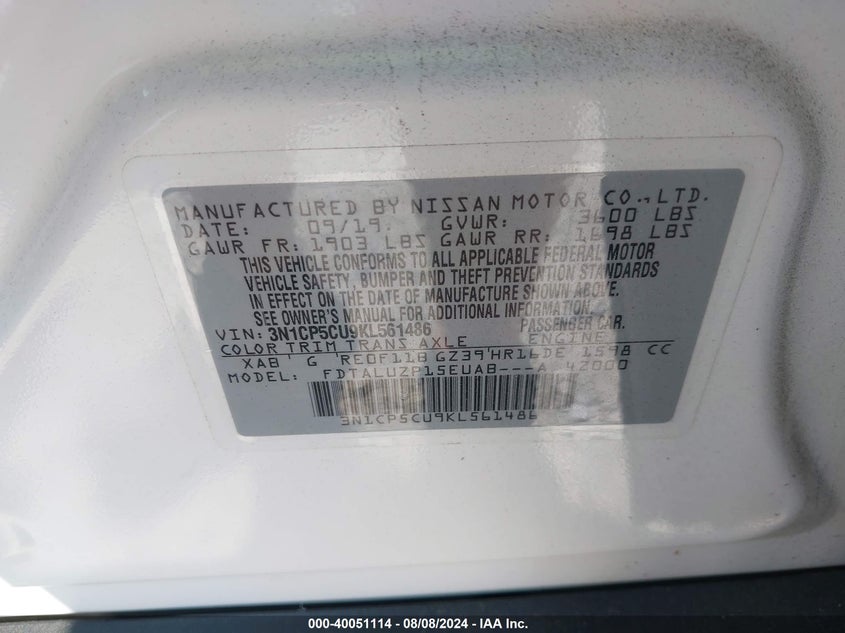 MANUFACTURED BY NISSAN MOTOR CO.,LTD.
DATE: 09/19 GVWR: 3600 LBS
GAWR FR: 1903 LBS GAWR RR: 1698 LBS
THIS VEHICLE CONFORMS TO ALL APPLICABLE FEDERAL MOTOR
VEHICLE SAFETY, BUMPER AND THEFT PREVENTION STANDARDS
IN EFFECT ON THE DATE OF MANUFACTURE SHOWN ABOVE.
SEE OWNER'S MANUAL FOR ADDITIONAL INFORMATION.
VIN: 3N1CP5CU9KL561486 PASSENGER CAR.
COLOR TRIM TRANS AXLE ENGINE
XAB G RE0F11B GZ39 HR16DE 1598 CC
MODEL: FDTALUZP15EUAB---A 42000
3N1CP5CU9KL561486
000-40051114 - 08/08/2024 - IAA Inc.